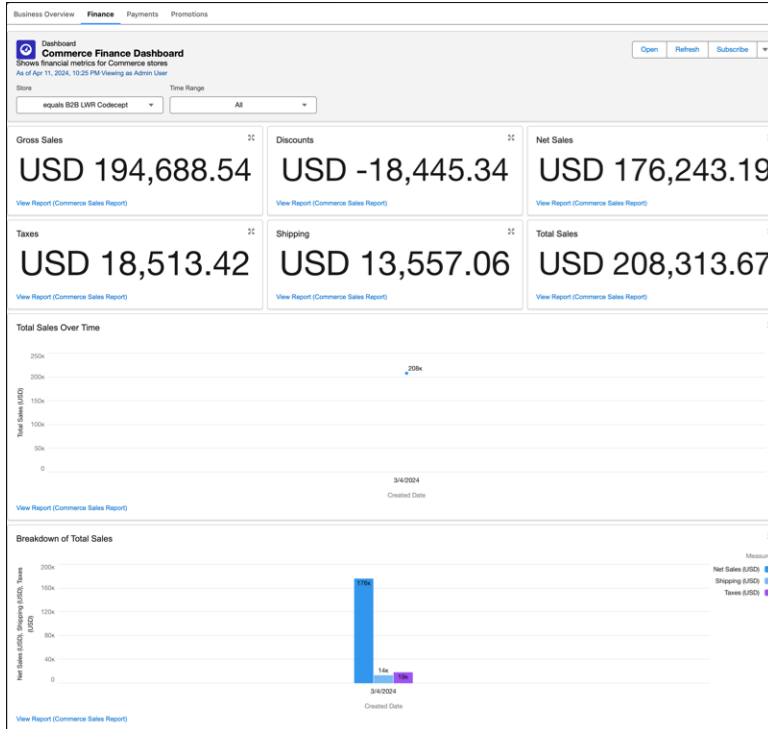 Business Overview Finance Payments Promotions
Dashboard
Commerce Finance Dashboard
Shows financial metrics for Commerce stores
As of Apr 11, 2024, 10:25 PM·Viewing as Admin User
Open Refresh Subscribe
Store Time Range
equals B2B LWR Codecept All
Gross Sales Discounts Net Sales
USD 194,688.54 USD -18,445.34 USD 176,243.19
View Report (Commerce Sales Report) View Report (Commerce Sales Report) View Report (Commerce Sales Report)
Taxes Shipping Total Sales
USD 18,513.42 USD 13,557.06 USD 208,313.67
View Report (Commerce Sales Report) View Report (Commerce Sales Report) View Report (Commerce Sales Report)
Total Sales Over Time
Total Sales (USD)
250k
208k
200k
150k
100k
50k
0
3/4/2024
Created Date
View Report (Commerce Sales Report)
Breakdown of Total Sales
Measure
Net Sales (USD)
Shipping (USD)
Taxes (USD)
Net Sales (USD), Shipping (USD), Taxes
(USD)
200k
160k
120k
80k
40k
0
176k
14k
19k
3/4/2024
Created Date
View Report (Commerce Sales Report)